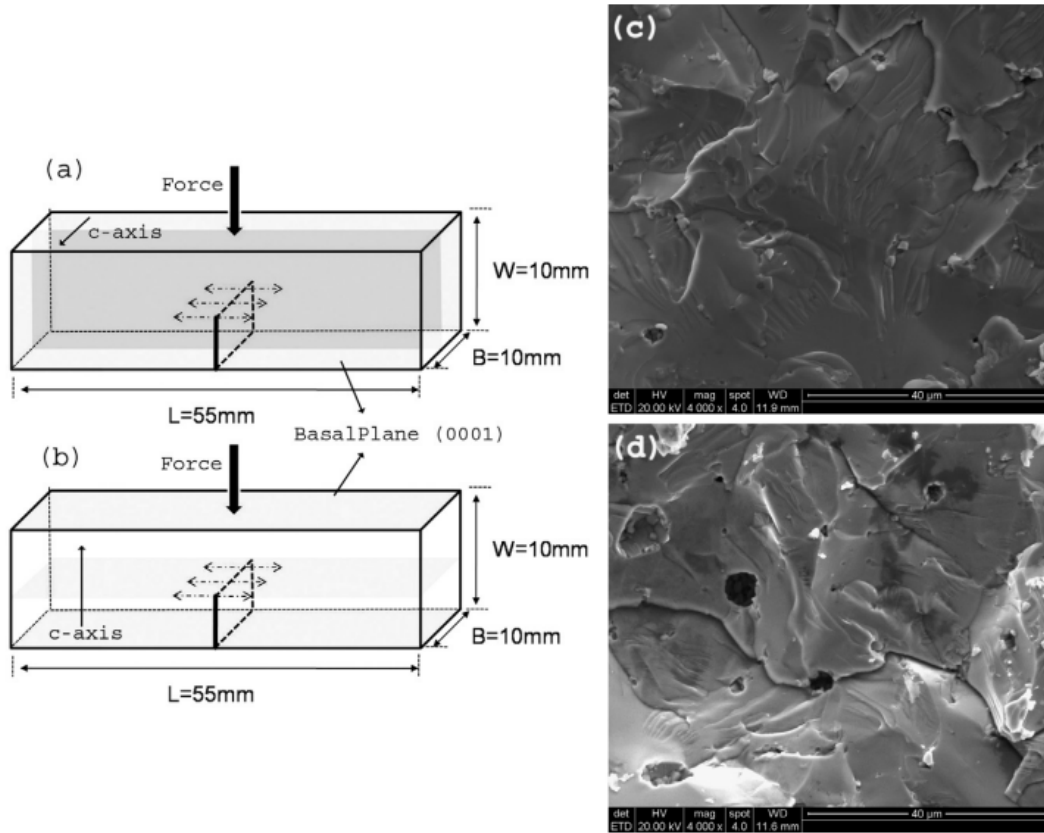 (a)
Force
c-axis
W=10mm
B=10mm
L=55mm
BasalPlane (0001)
(b)
Force
c-axis
W=10mm
B=10mm
L=55mm
(c)
det HV mag spot WD
ETD 20.00 kV 4 000 x 4.0 11.9 mm
40 µm
(d)
det HV mag spot WD
ETD 20.00 kV 4 000 x 4.0 11.6 mm
40 µm